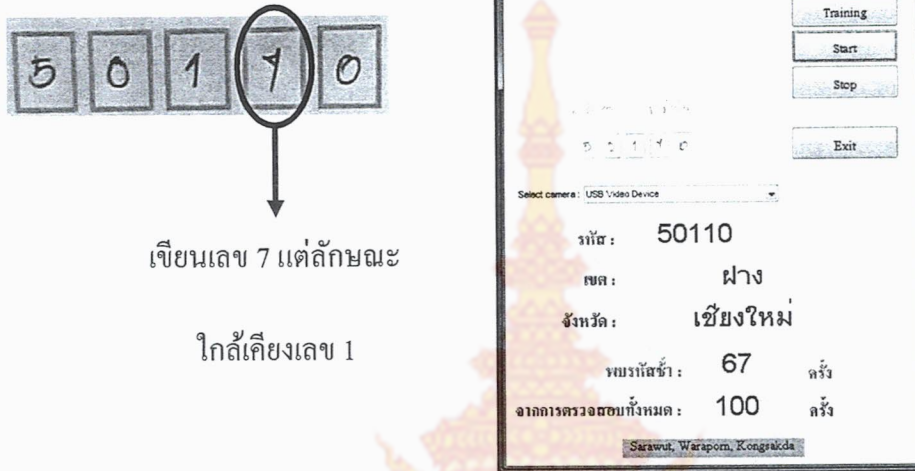 5 0 1 1 0
เขียนเลข 7 แต่ลักษณะ
ใกล้เคียงเลข 1
Training
Start
Stop
Exit
Select camera : USB Video Device
รหัส : 50110
เขต : ฝาง
จังหวัด : เชียงใหม่
พบรหัสซ้ำ : 67 ครั้ง
จากการตรวจสอบทั้งหมด : 100 ครั้ง
Sarawut, Waraporn, Kongsakda